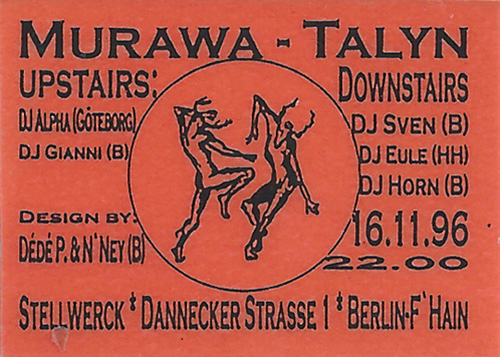 MURAWA - TALYN
UPSTAIRS:
DJ ALPHA (GÖTEBORG)
DJ GIANNI (B)
DOWNSTAIRS
DJ SVEN (B)
DJ EULE (HH)
DJ HORN (B)
DESIGN BY:
DÉDÉ P. & N'NEY (B)
16.11.96
22.00
STELLWERCK * DANNECKER STRASSE 1 * BERLIN-F'HAIN